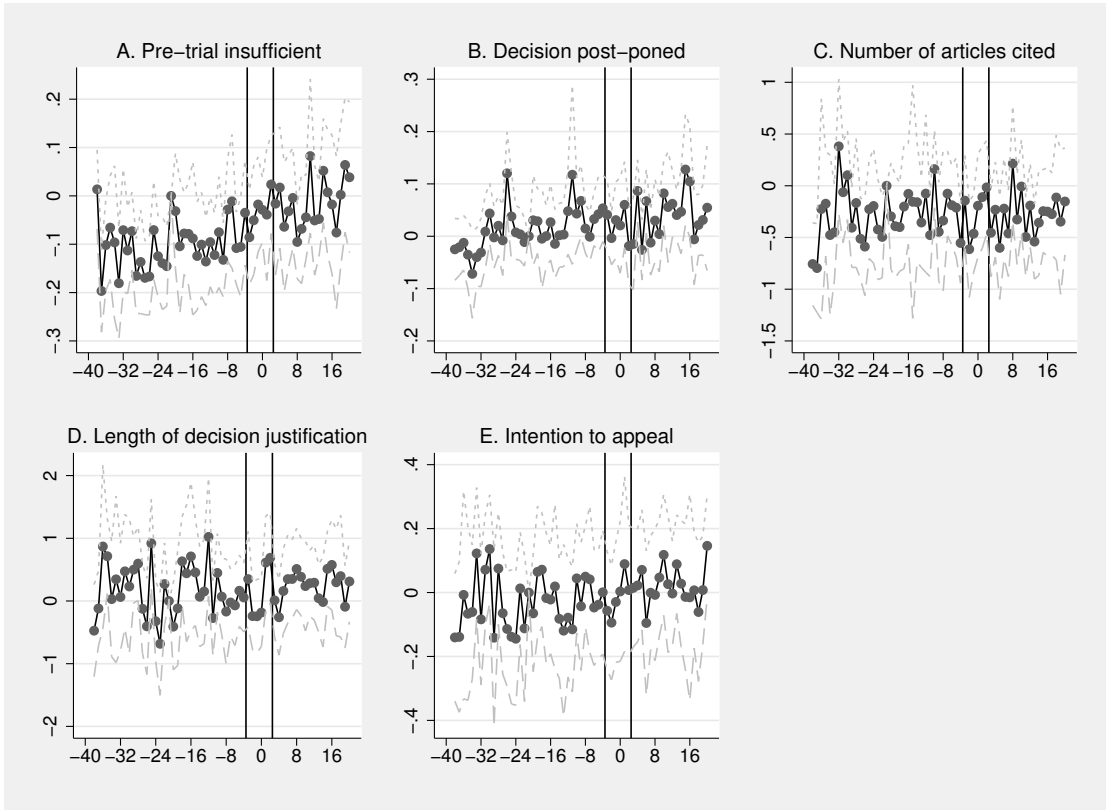 A. Pre−trial insufficient
.2
.1
0
−.1
−.2
−.3
−40 −32 −24 −16 −8 0 8 16
B. Decision post−poned
.3
.2
.1
0
−.1
−.2
−40 −32 −24 −16 −8 0 8 16
C. Number of articles cited
1
.5
0
−.5
−1
−1.5
−40 −32 −24 −16 −8 0 8 16
D. Length of decision justification
2
1
0
−1
−2
−40 −32 −24 −16 −8 0 8 16
E. Intention to appeal
.4
.2
0
−.2
−.4
−40 −32 −24 −16 −8 0 8 16